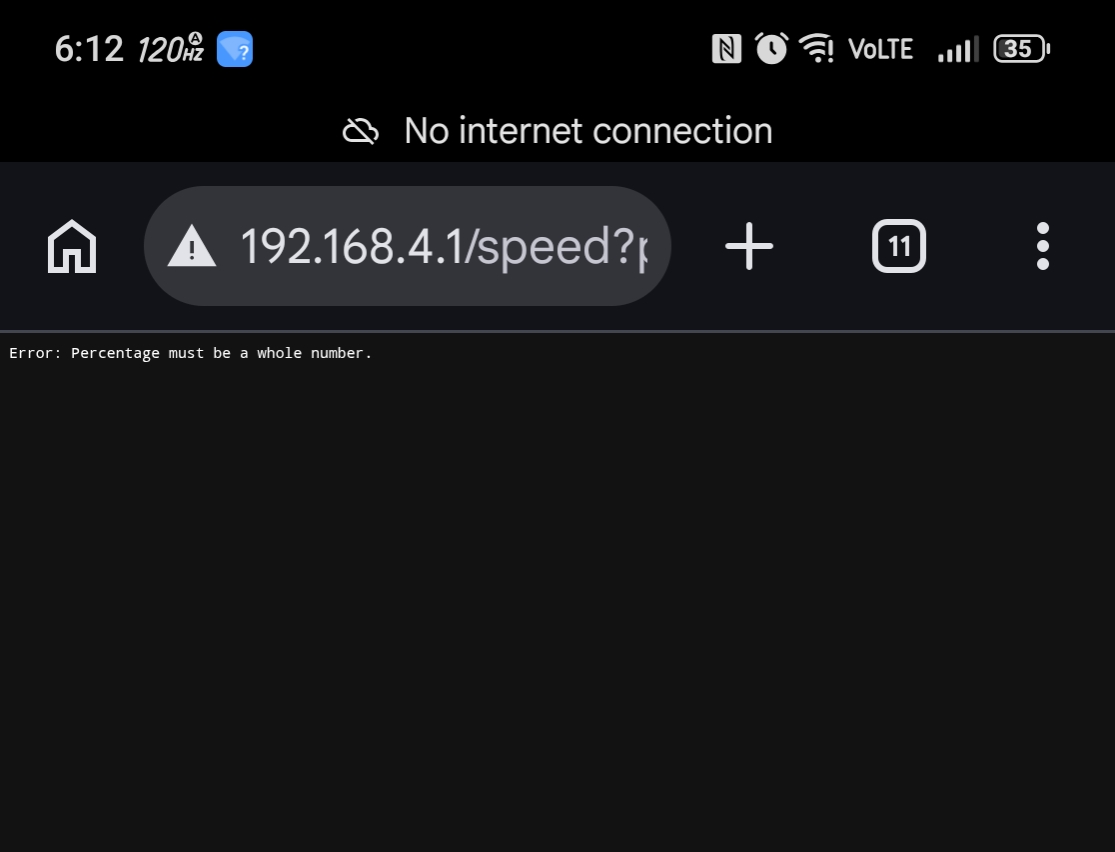 6:12 120HZ A ?
N VoLTE 35
No internet connection
192.168.4.1/speed?
11
Error: Percentage must be a whole number.